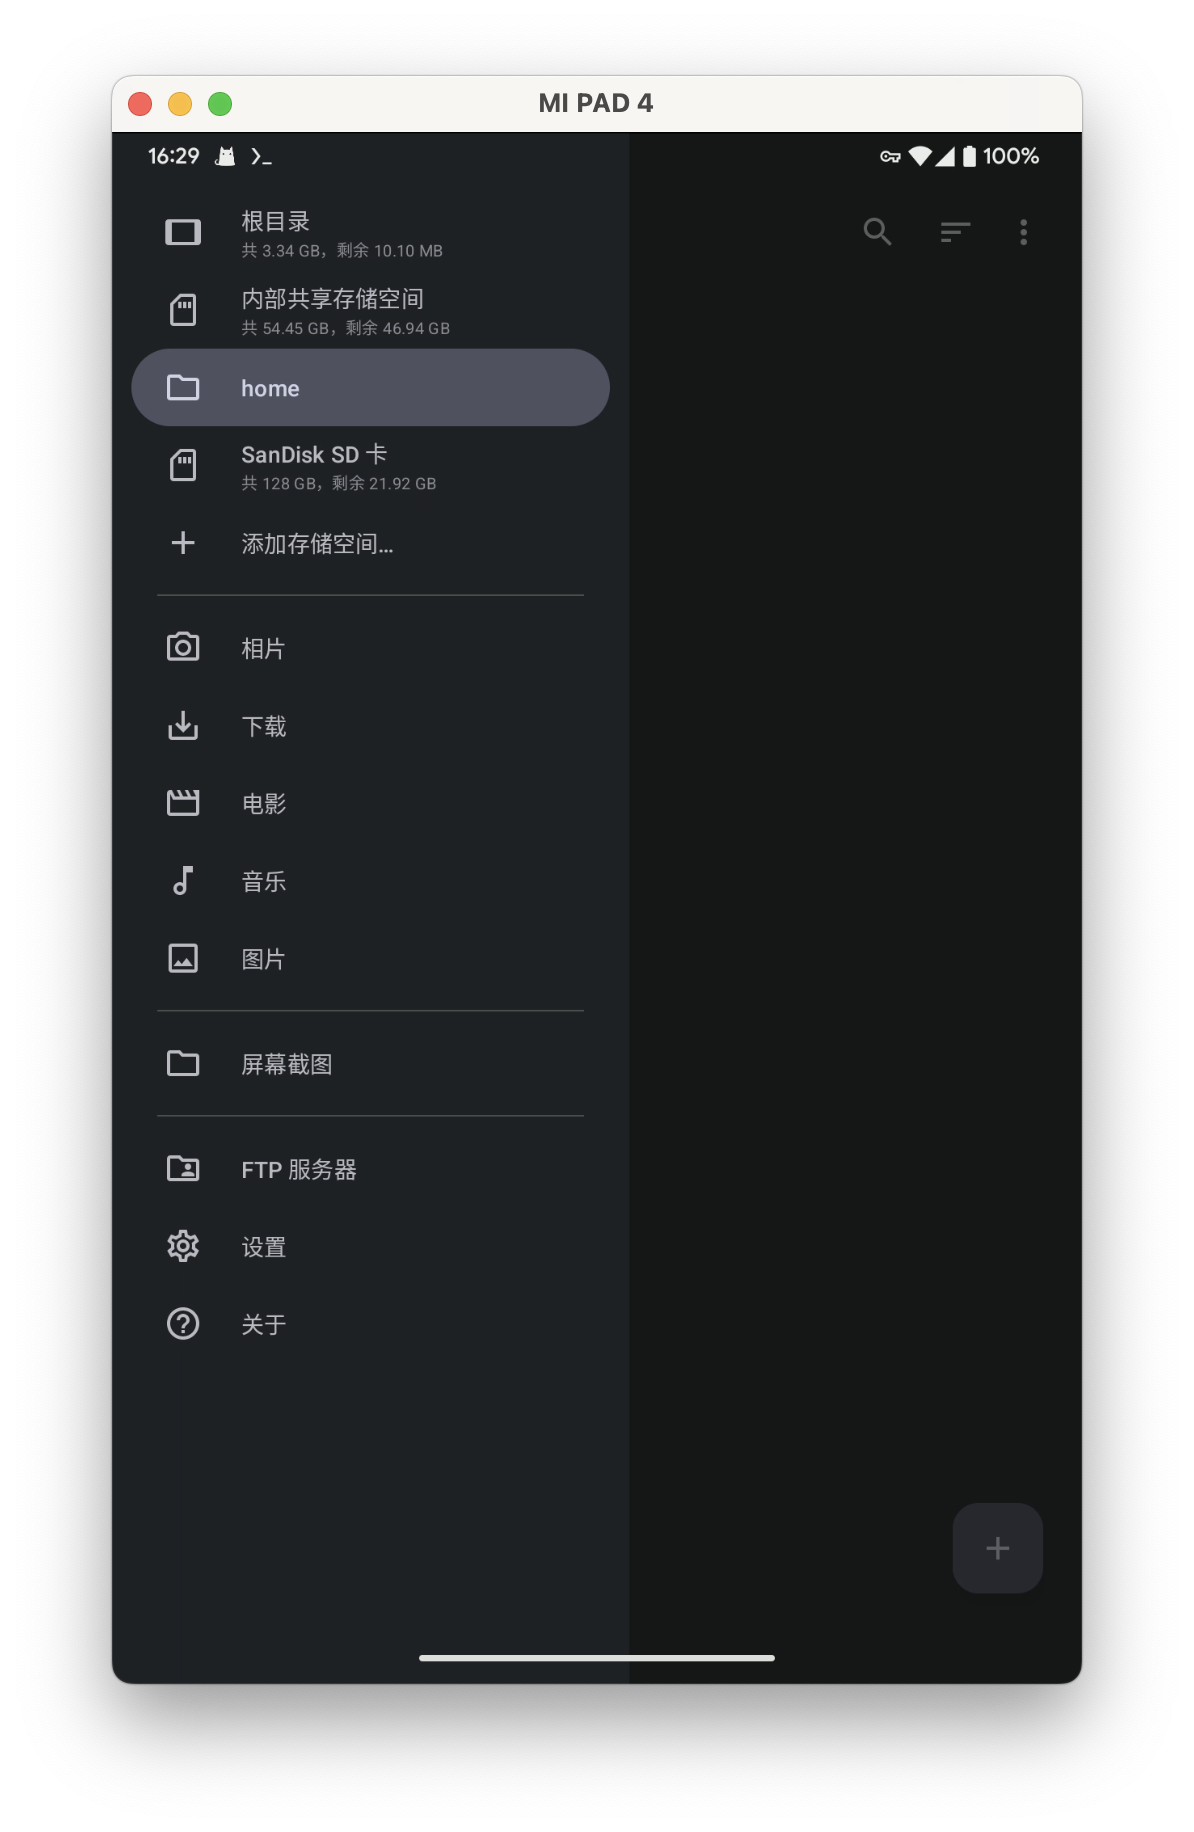 MI PAD 4
16:29
100%
根目录
共 3.34 GB，剩余 10.10 MB
内部共享存储空间
共 54.45 GB，剩余 46.94 GB
home
SanDisk SD 卡
共 128 GB，剩余 21.92 GB
添加存储空间…
相片
下载
电影
音乐
图片
屏幕截图
FTP 服务器
设置
关于